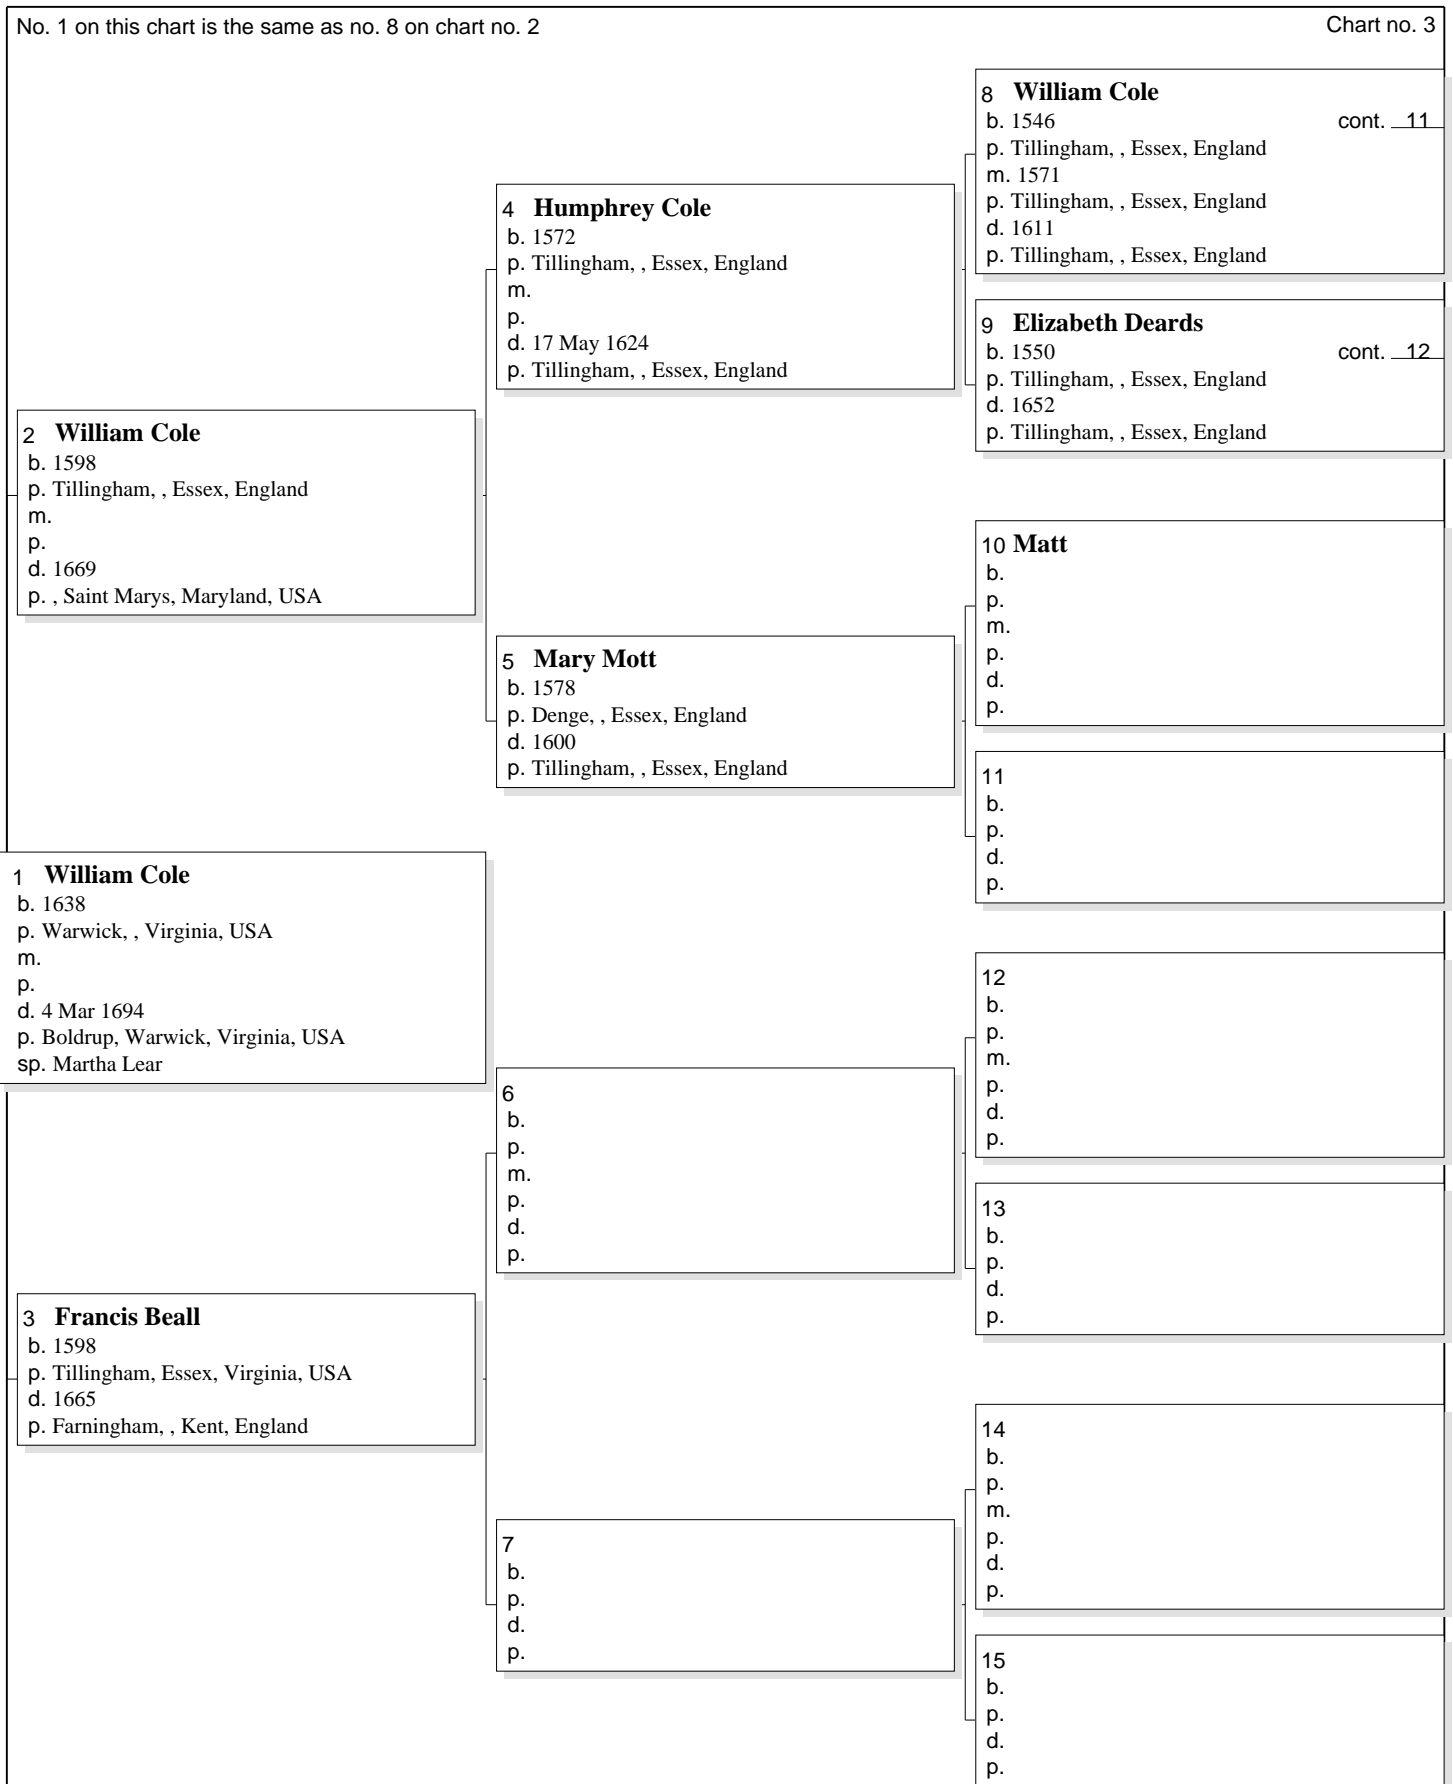 No. 1 on this chart is the same as no. 8 on chart no. 2
Chart no. 3
8 William Cole
b. 1546 cont. 11
p. Tillingham, , Essex, England
m. 1571
p. Tillingham, , Essex, England
d. 1611
p. Tillingham, , Essex, England
4 Humphrey Cole
b. 1572
p. Tillingham, , Essex, England
m.
p.
d. 17 May 1624
p. Tillingham, , Essex, England
9 Elizabeth Deards
b. 1550 cont. 12
p. Tillingham, , Essex, England
d. 1652
p. Tillingham, , Essex, England
2 William Cole
b. 1598
p. Tillingham, , Essex, England
m.
p.
d. 1669
p. , Saint Marys, Maryland, USA
10 Matt
b.
p.
m.
p.
d.
p.
5 Mary Mott
b. 1578
p. Denge, , Essex, England
d. 1600
p. Tillingham, , Essex, England
11
b.
p.
d.
p.
1 William Cole
b. 1638
p. Warwick, , Virginia, USA
m.
p.
d. 4 Mar 1694
p. Boldrup, Warwick, Virginia, USA
sp. Martha Lear
12
b.
p.
m.
p.
d.
p.
6
b.
p.
m.
p.
d.
p.
13
b.
p.
d.
p.
3 Francis Beall
b. 1598
p. Tillingham, Essex, Virginia, USA
d. 1665
p. Farningham, , Kent, England
14
b.
p.
m.
p.
d.
p.
7
b.
p.
d.
p.
15
b.
p.
d.
p.